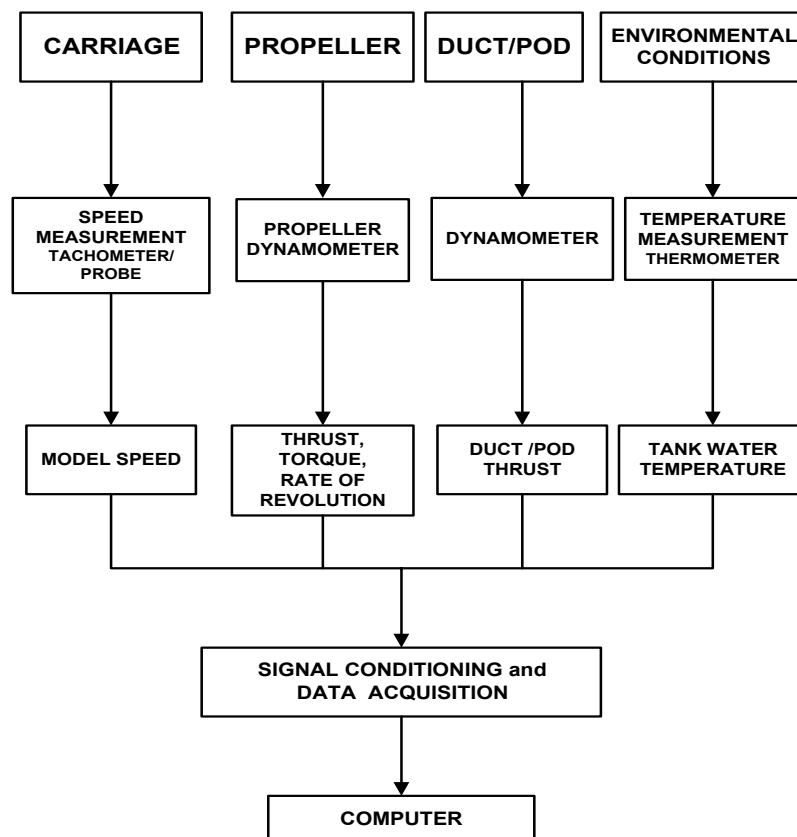 CARRIAGE
PROPELLER
DUCT/POD
ENVIRONMENTAL
CONDITIONS
SPEED
MEASUREMENT
TACHOMETER/
PROBE
PROPELLER
DYNAMOMETER
DYNAMOMETER
TEMPERATURE
MEASUREMENT
THERMOMETER
MODEL SPEED
THRUST,
TORQUE,
RATE OF
REVOLUTION
DUCT /POD
THRUST
TANK WATER
TEMPERATURE
SIGNAL CONDITIONING and
DATA ACQUISITION
COMPUTER